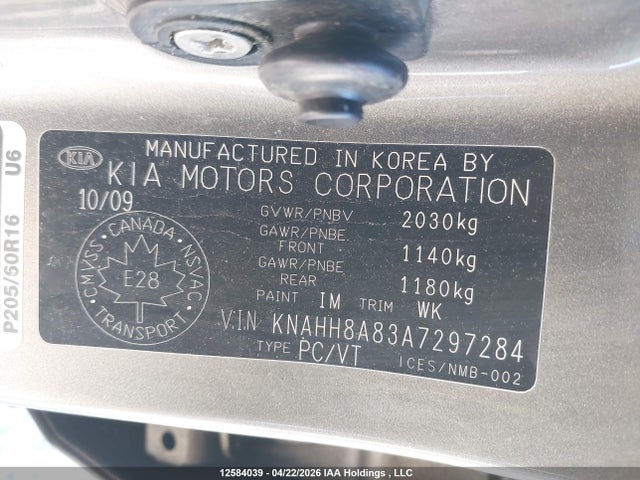 KIA
MANUFACTURED IN KOREA BY
KIA MOTORS CORPORATION
10/09
GVWR/PNBV 2030kg
GAWR/PNBE
FRONT 1140kg
GAWR/PNBE
REAR 1180kg
PAINT 1M TRIM WK
VIN KNAHH8A83A7297284
TYPE PC/VT
ICES/NMB-002
CANADA
CMVSS NSVAC
E28
TRANSPORT
P205/60R16 U6
12584039 - 04/22/2026 IAA Holdings , LLC